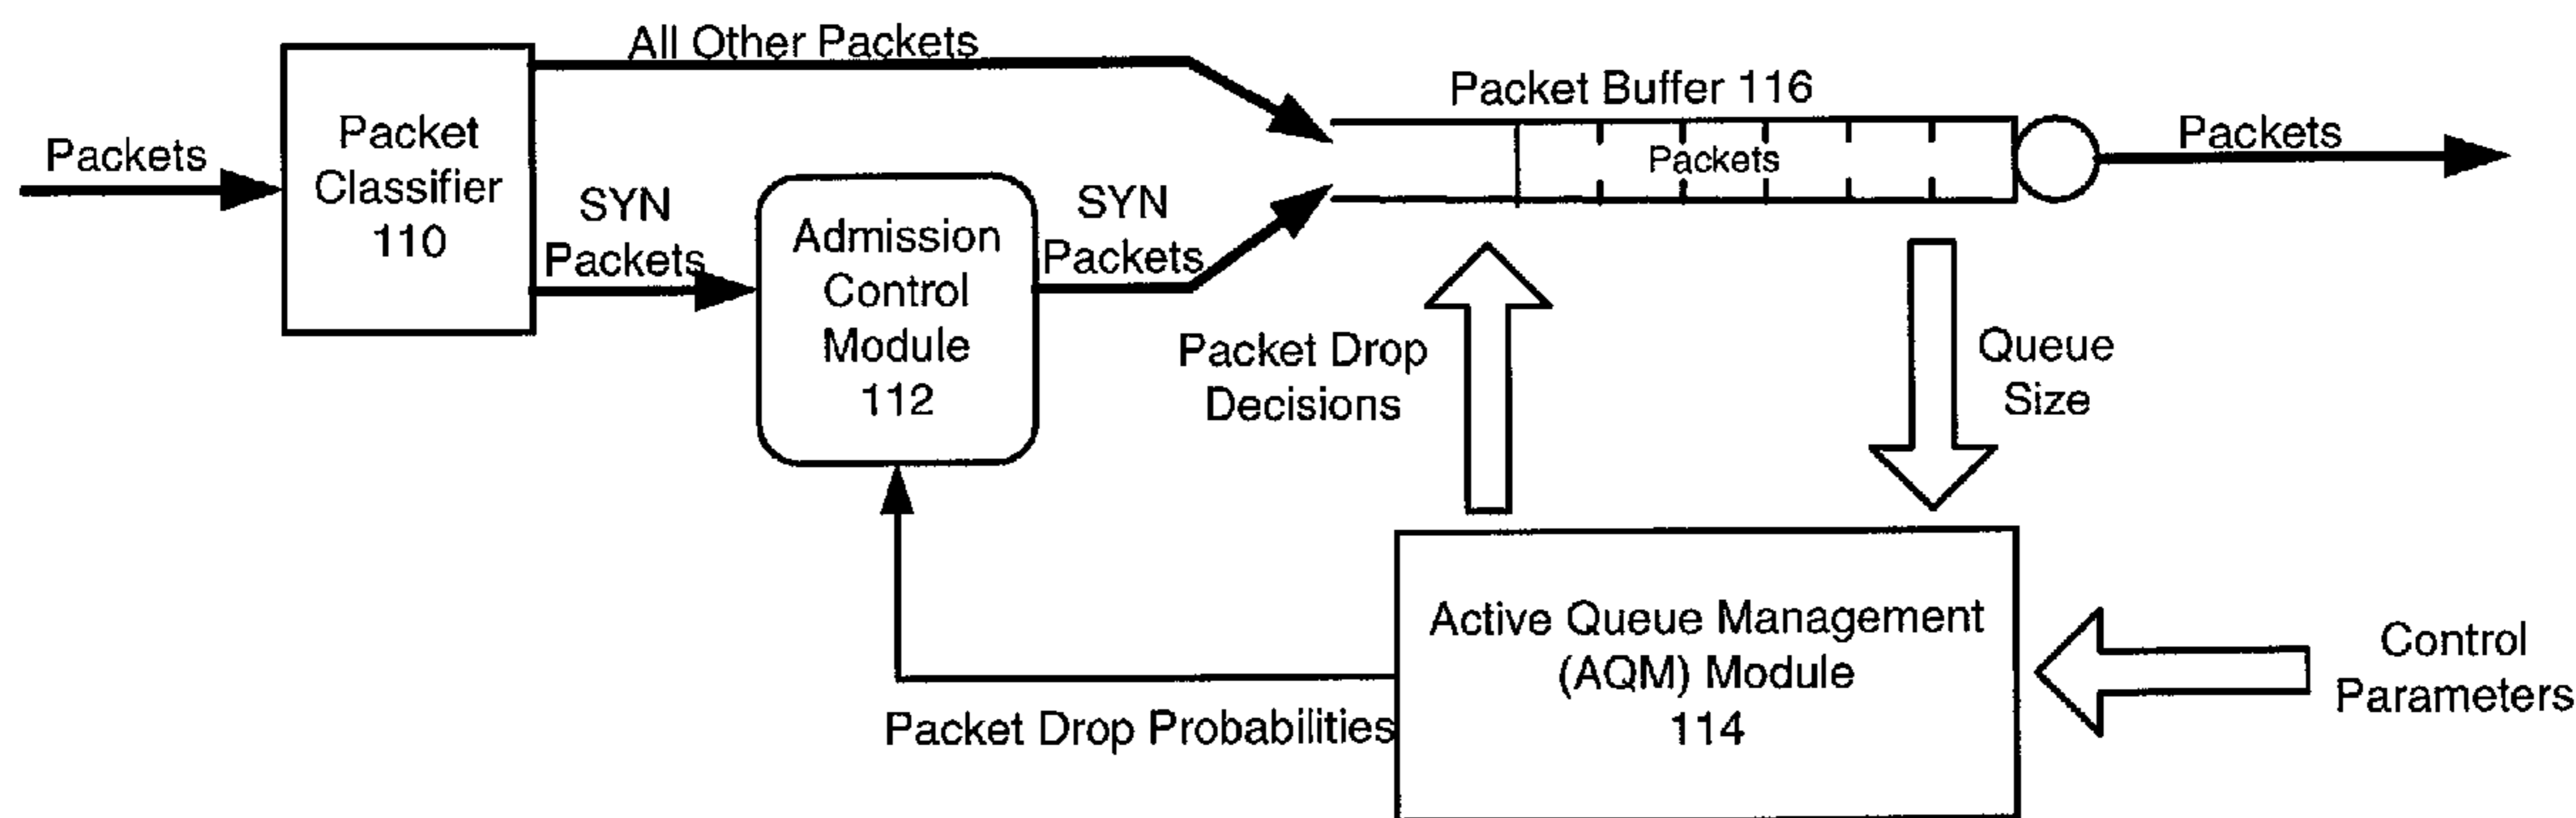 All Other Packets
Packet Buffer 116
Packets
Packet
Classifier
110
Packets
Packets
SYN
Packets
Admission
Control
Module
112
SYN
Packets
Packet Drop
Decisions
Queue
Size
Active Queue Management
(AQM) Module
114
Control
Parameters
Packet Drop Probabilities